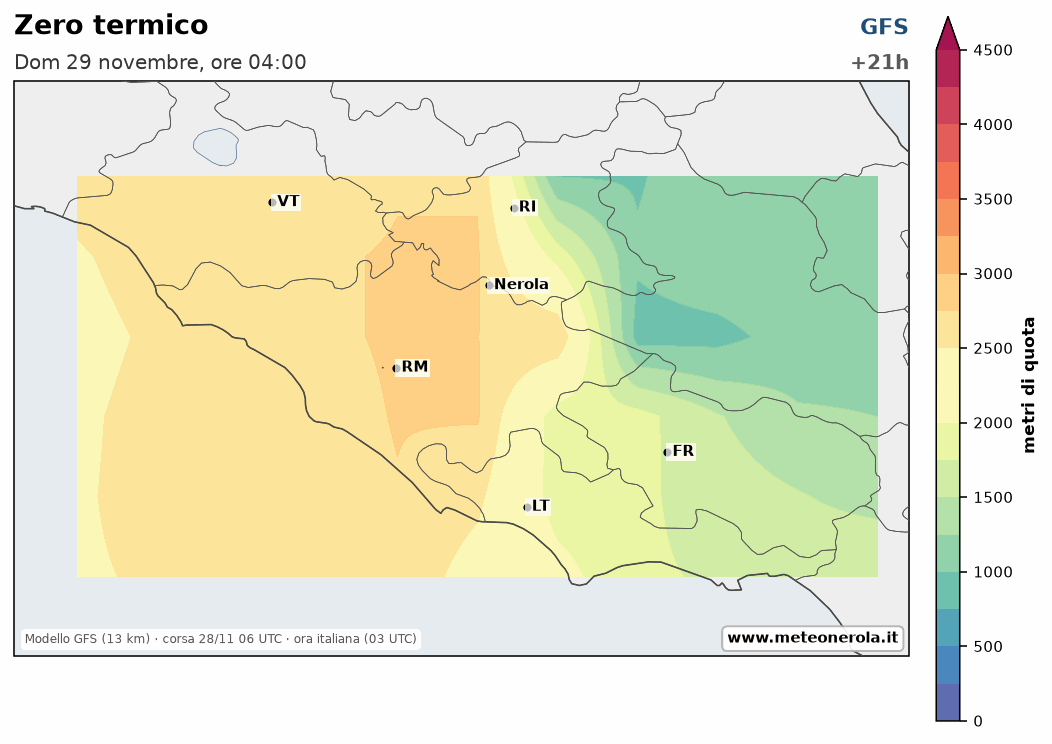 Zero termico
GFS
Dom 29 novembre, ore 04:00
+21h
VT
RI
Nerola
RM
FR
LT
4500
4000
3500
3000
2500
2000
1500
1000
500
0
metri di quota
Modello GFS (13 km) · corsa 28/11 06 UTC · ora italiana (03 UTC)
www.meteonerola.it